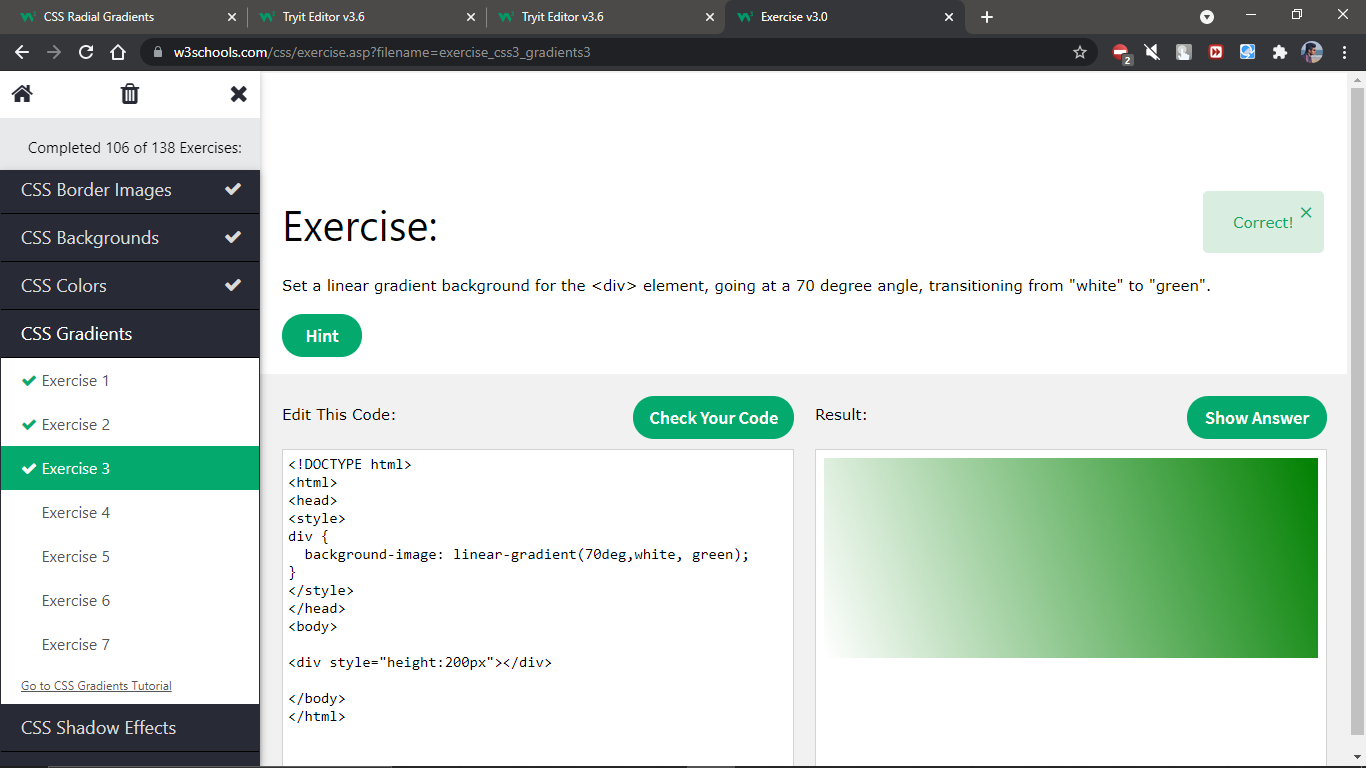 CSS Radial Gradients
Tryit Editor v3.6
Tryit Editor v3.6
Exercise v3.0
w3schools.com/css/exercise.asp?filename=exercise_css3_gradients3
2
Completed 106 of 138 Exercises:
CSS Border Images
CSS Backgrounds
CSS Colors
CSS Gradients
Exercise 1
Exercise 2
Exercise 3
Exercise 4
Exercise 5
Exercise 6
Exercise 7
Go to CSS Gradients Tutorial
CSS Shadow Effects
Exercise:
Correct!
Set a linear gradient background for the <div> element, going at a 70 degree angle, transitioning from "white" to "green".
Hint
Edit This Code:
Check Your Code
<!DOCTYPE html>
<html>
<head>
<style>
div {
  background-image: linear-gradient(70deg,white, green);
}
</style>
</head>
<body>
<div style="height:200px"></div>
</body>
</html>
Result:
Show Answer